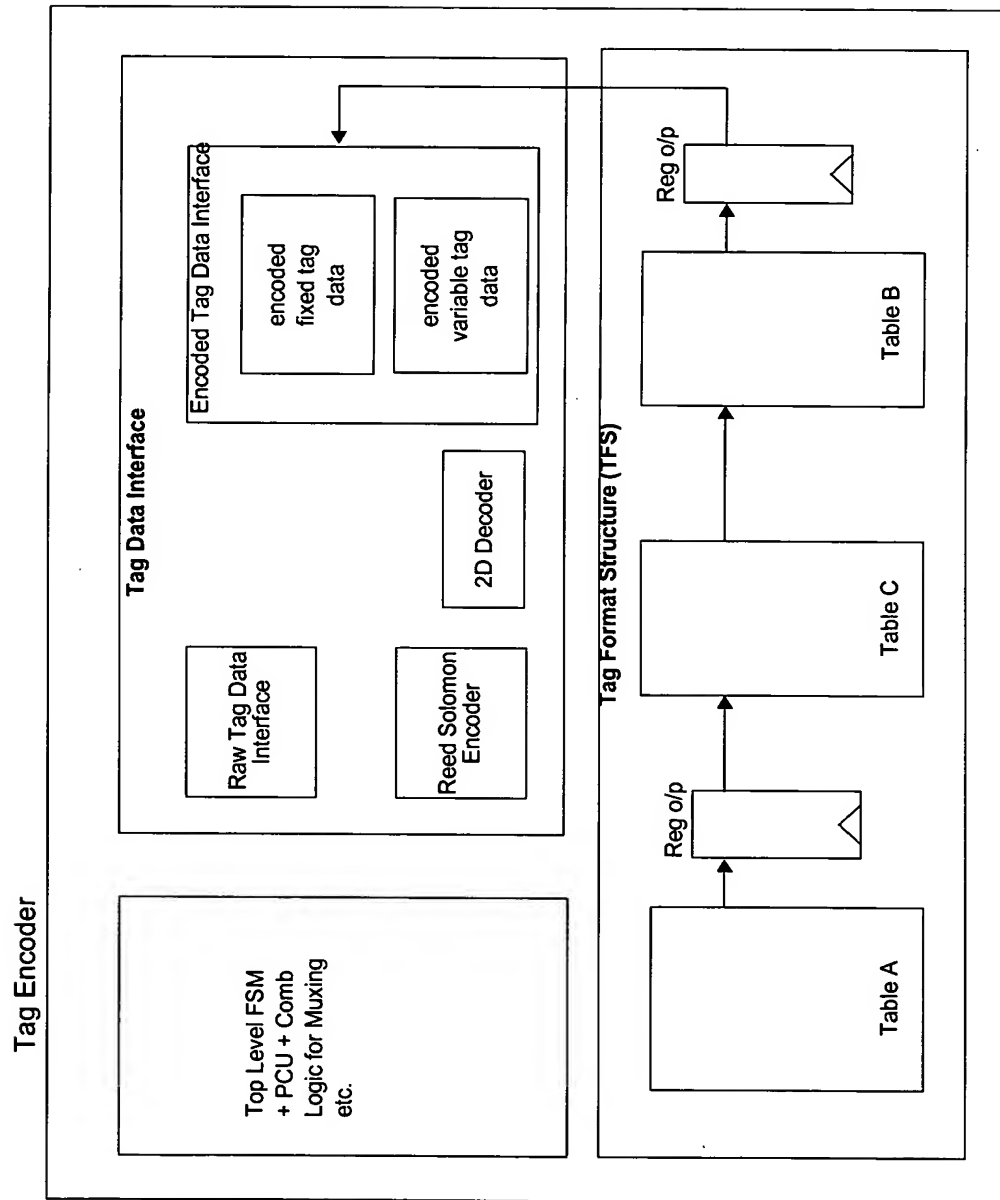 Tag Encoder
Top Level FSM
+ PCU + Comb
Logic for Muxing
etc.
Tag Data Interface
Raw Tag Data
Interface
Reed Solomon
Encoder
2D Decoder
Encoded Tag Data Interface
encoded
fixed tag
data
encoded
variable tag
data
Tag Format Structure (TFS)
Table A
Reg o/p
Table C
Table B
Reg o/p